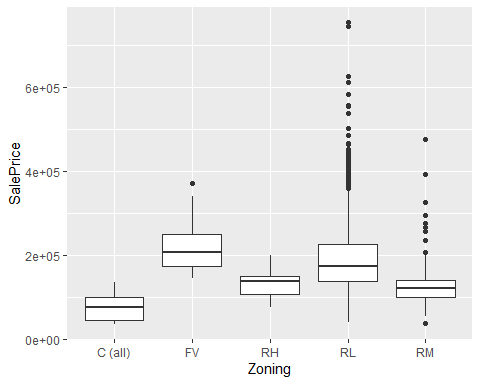 SalePrice
6e+05
4e+05
2e+05
0e+00
C (all) FV RH RL RM
Zoning